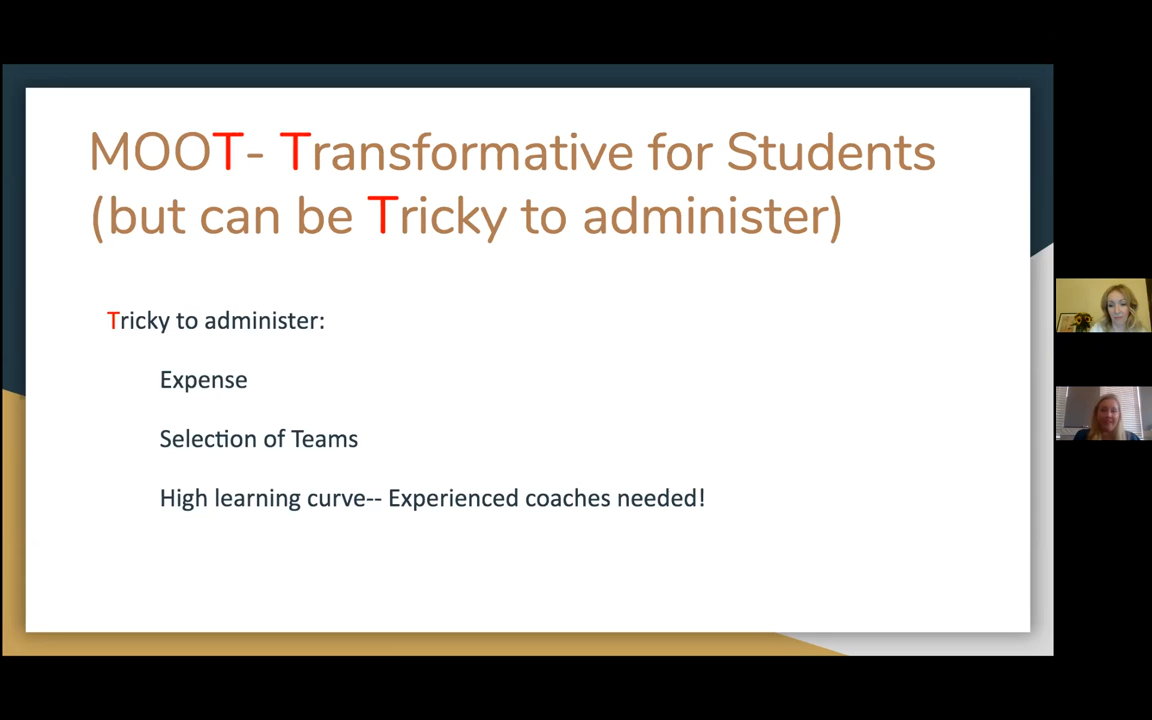 MOOT- Transformative for Students
(but can be Tricky to administer)
Tricky to administer:
Expense
Selection of Teams
High learning curve-- Experienced coaches needed!